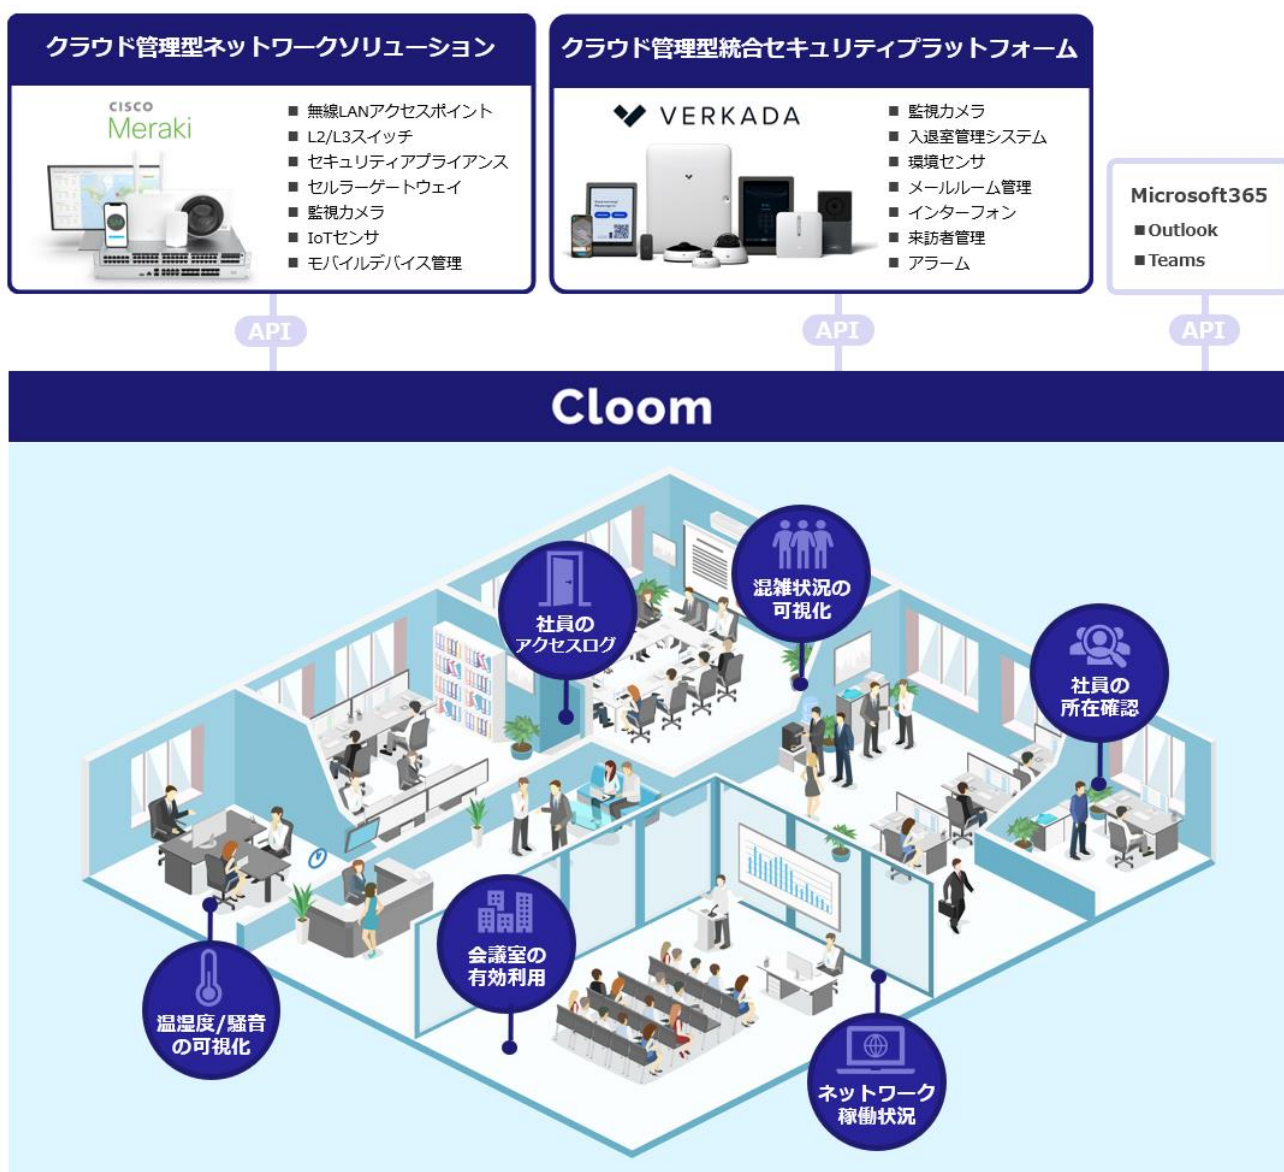 クラウド管理型ネットワークソリューション
CISCO
Meraki
■ 無線LANアクセスポイント
■ L2/L3スイッチ
■ セキュリティアプライアンス
■ セルラーゲートウェイ
■ 監視カメラ
■ IoTセンサ
■ モバイルデバイス管理
クラウド管理型統合セキュリティプラットフォーム
VERKADA
■ 監視カメラ
■ 入退室管理システム
■ 環境センサ
■ メールルーム管理
■ インターフォン
■ 来訪者管理
■ アラーム
Microsoft365
■Outlook
■Teams
API
API
API
Cloom
混雑状況の
可視化
社員の
アクセスログ
社員の
所在確認
会議室の
有効利用
温湿度/騒音
の可視化
ネットワーク
稼働状況